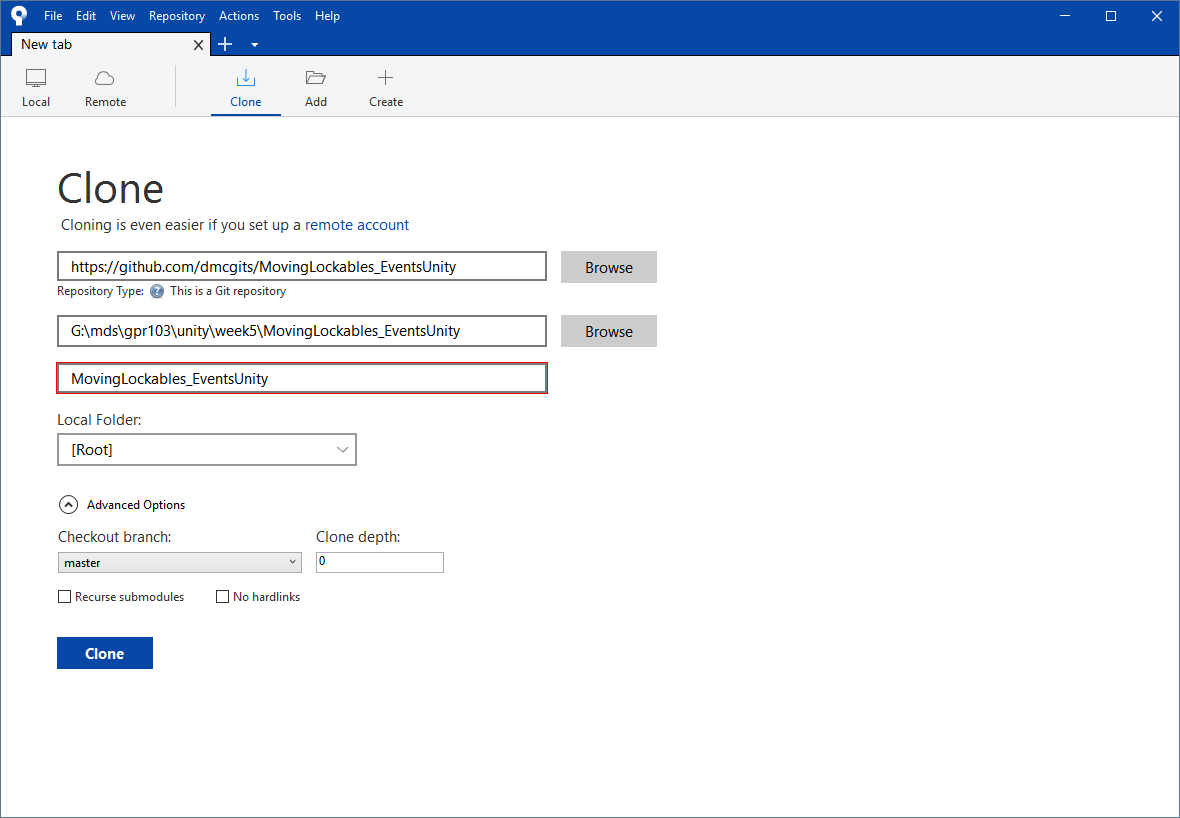 File Edit View Repository Actions Tools Help
New tab
Local Remote Clone Add Create
Clone
Cloning is even easier if you set up a remote account
https://github.com/dmcgits/MovingLockables_EventsUnity Browse
Repository Type: ? This is a Git repository
G:\mds\gpr103\unity\week5\MovingLockables_EventsUnity Browse
MovingLockables_EventsUnity
Local Folder:
[Root]
Advanced Options
Checkout branch: Clone depth:
master 0
Recurse submodules No hardlinks
Clone